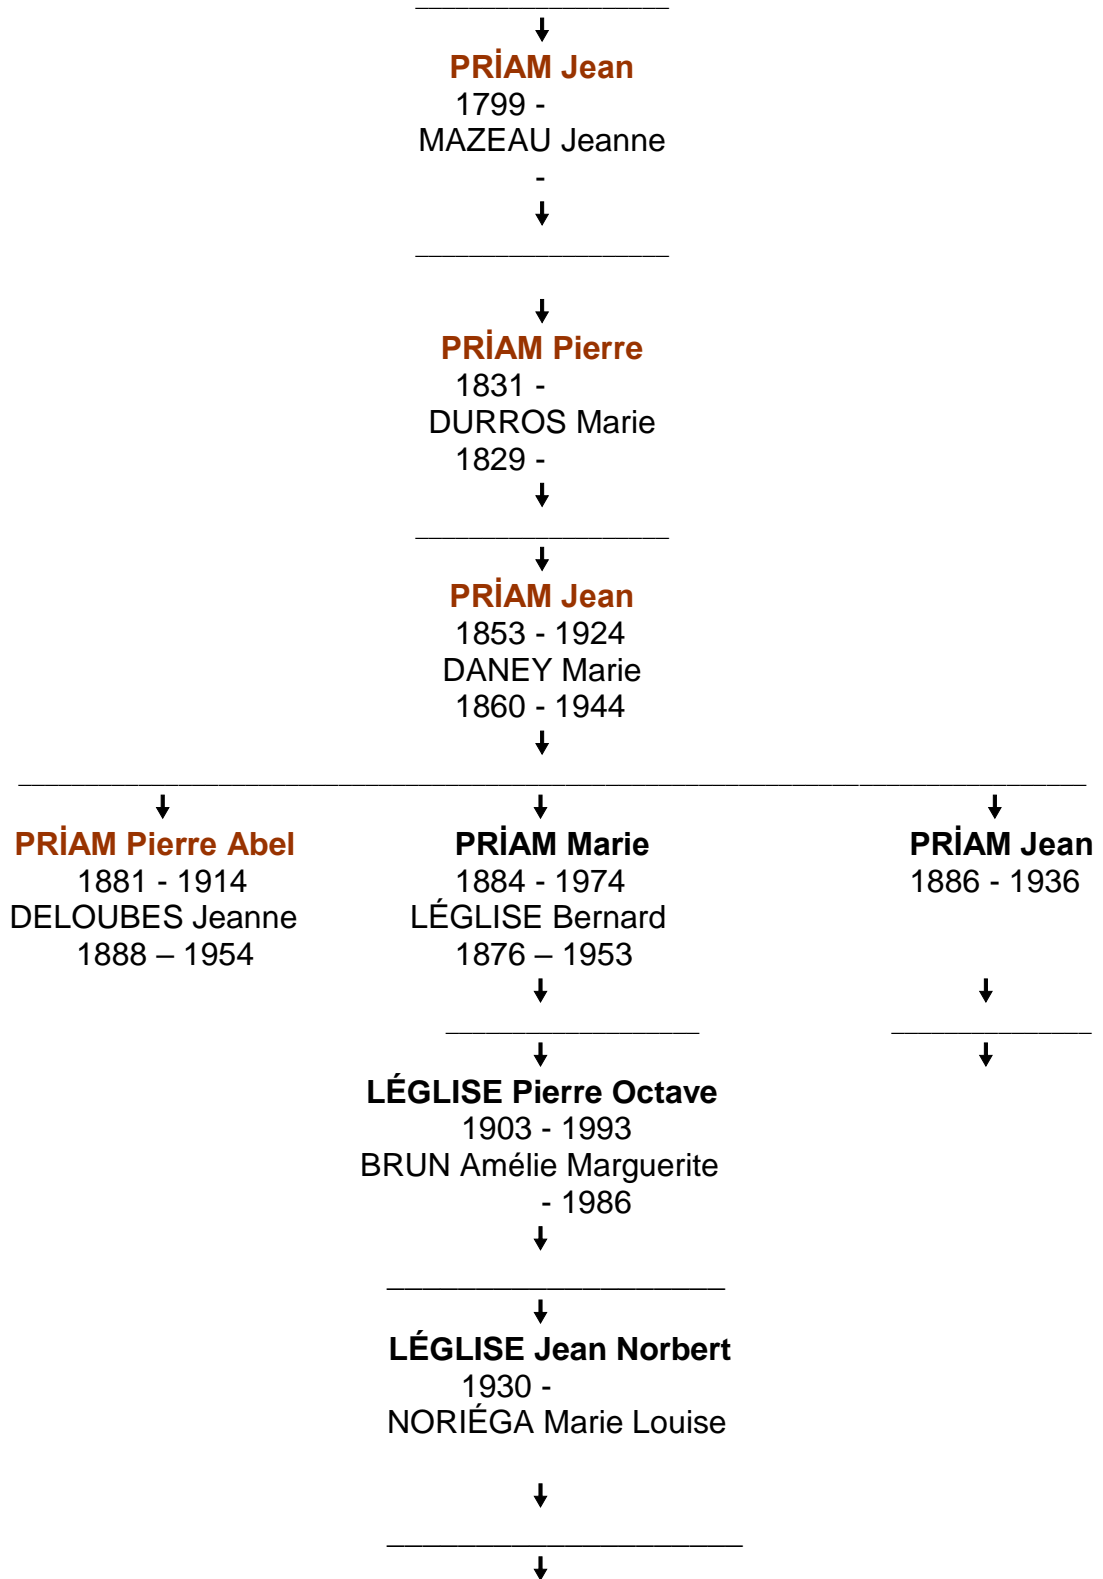 PRİAM Jean
1799 -
MAZEAU Jeanne
-
PRİAM Pierre
1831 -
DURROS Marie
1829 -
PRİAM Jean
1853 - 1924
DANEY Marie
1860 - 1944
PRİAM Pierre Abel
1881 - 1914
DELOUBES Jeanne
1888 – 1954
PRİAM Marie
1884 - 1974
LÉGLISE Bernard
1876 – 1953
PRİAM Jean
1886 - 1936
LÉGLISE Pierre Octave
1903 - 1993
BRUN Amélie Marguerite
- 1986
LÉGLISE Jean Norbert
1930 -
NORIÉGA Marie Louise